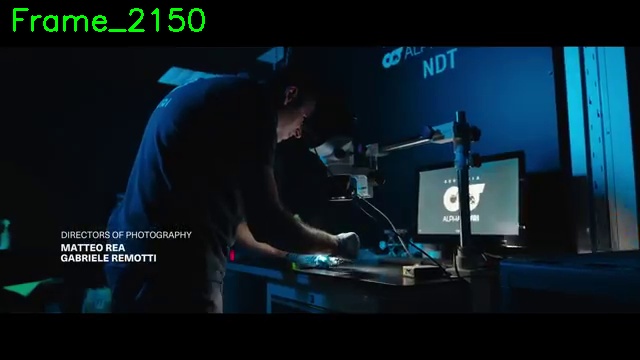 Frame_2150
NDT
DIRECTORS OF PHOTOGRAPHY
MATTEO REA
GABRIELE REMOTTI